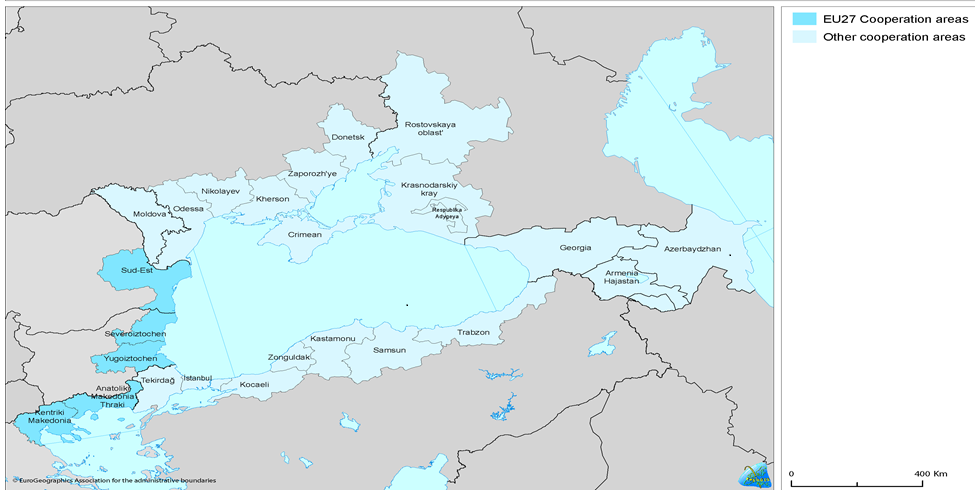 EU27 Cooperation areas
Other cooperation areas
Rostovskaya
oblast'
Donetsk
Zaporozh'ye
Krasnodarskiy
kray
Respublika
Adygeya
Nikolayev
Kherson
Odessa
Moldova
Crimean
Georgia
Azerbaydzhan
Armenia
Hajastan
Sud-Est
Severoiztochen
Yugoiztochen
Trabzon
Kastamonu
Samsun
Zonguldak
Kocaeli
Istanbul
Tekirdağ
Anatoliki
Makedonia
Thraki
Kentriki
Makedonia
© EuroGeographics Association for the administrative boundaries
0
400 Km